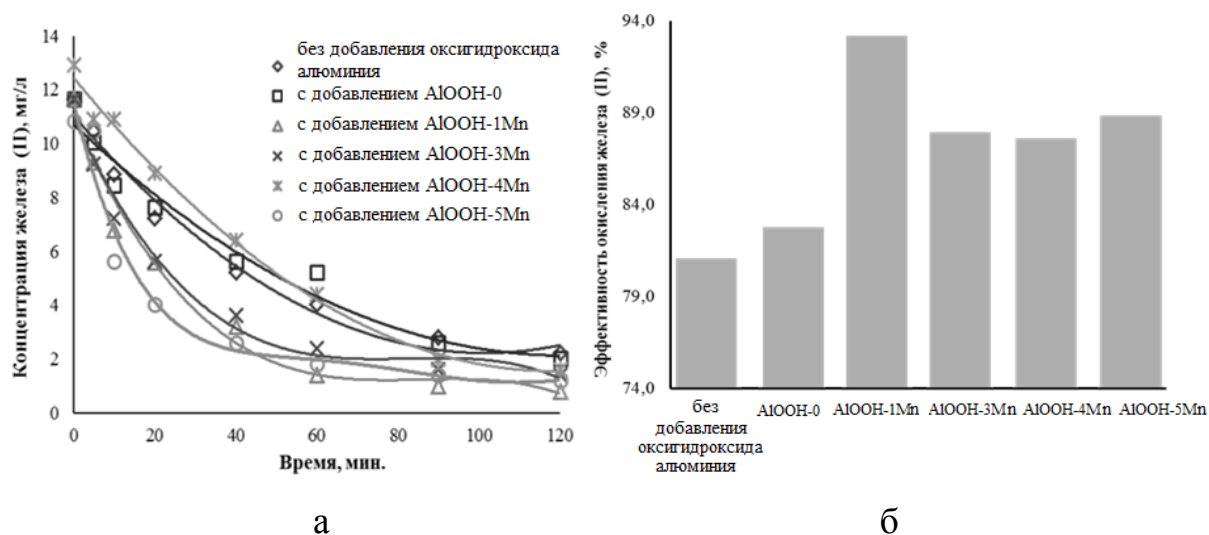 14
12
10
8
6
4
2
0
0
20
40
60
80
100
120
Концентрация железа (II), мг/л
Время, мин.
без добавления оксигидроксида
алюминия
с добавлением AlOOH-0
с добавлением AlOOH-1Mn
с добавлением AlOOH-3Mn
с добавлением AlOOH-4Mn
с добавлением AlOOH-5Mn
а
Эффективность окисления железа (II), %
94,0
89,0
84,0
79,0
74,0
без
добавления
оксигидроксида
алюминия
AlOOH-0
AlOOH-1Mn
AlOOH-3Mn
AlOOH-4Mn
AlOOH-5Mn
б